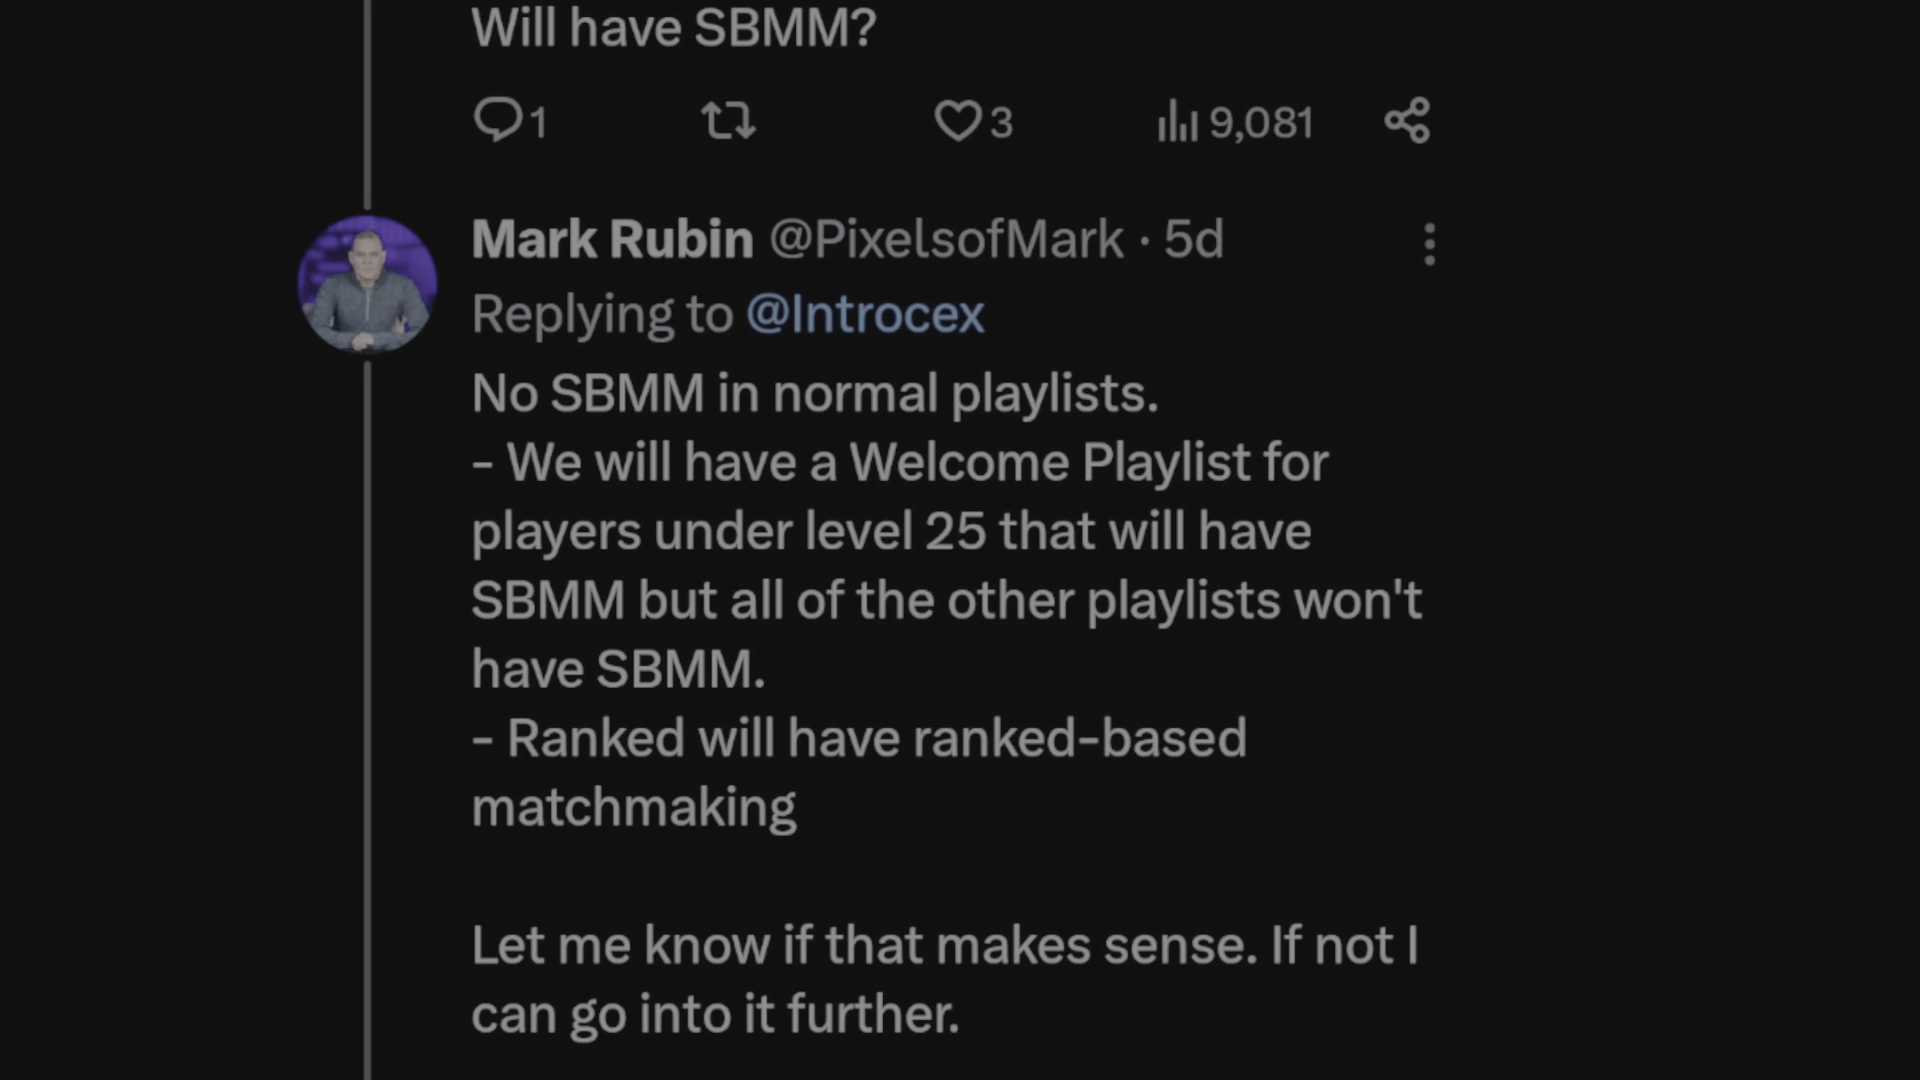 Will have SBMM?
1 3 9,081
Mark Rubin @PixelsofMark · 5d
Replying to @Introcex
No SBMM in normal playlists.
- We will have a Welcome Playlist for
players under level 25 that will have
SBMM but all of the other playlists won't
have SBMM.
- Ranked will have ranked-based
matchmaking
Let me know if that makes sense. If not I
can go into it further.